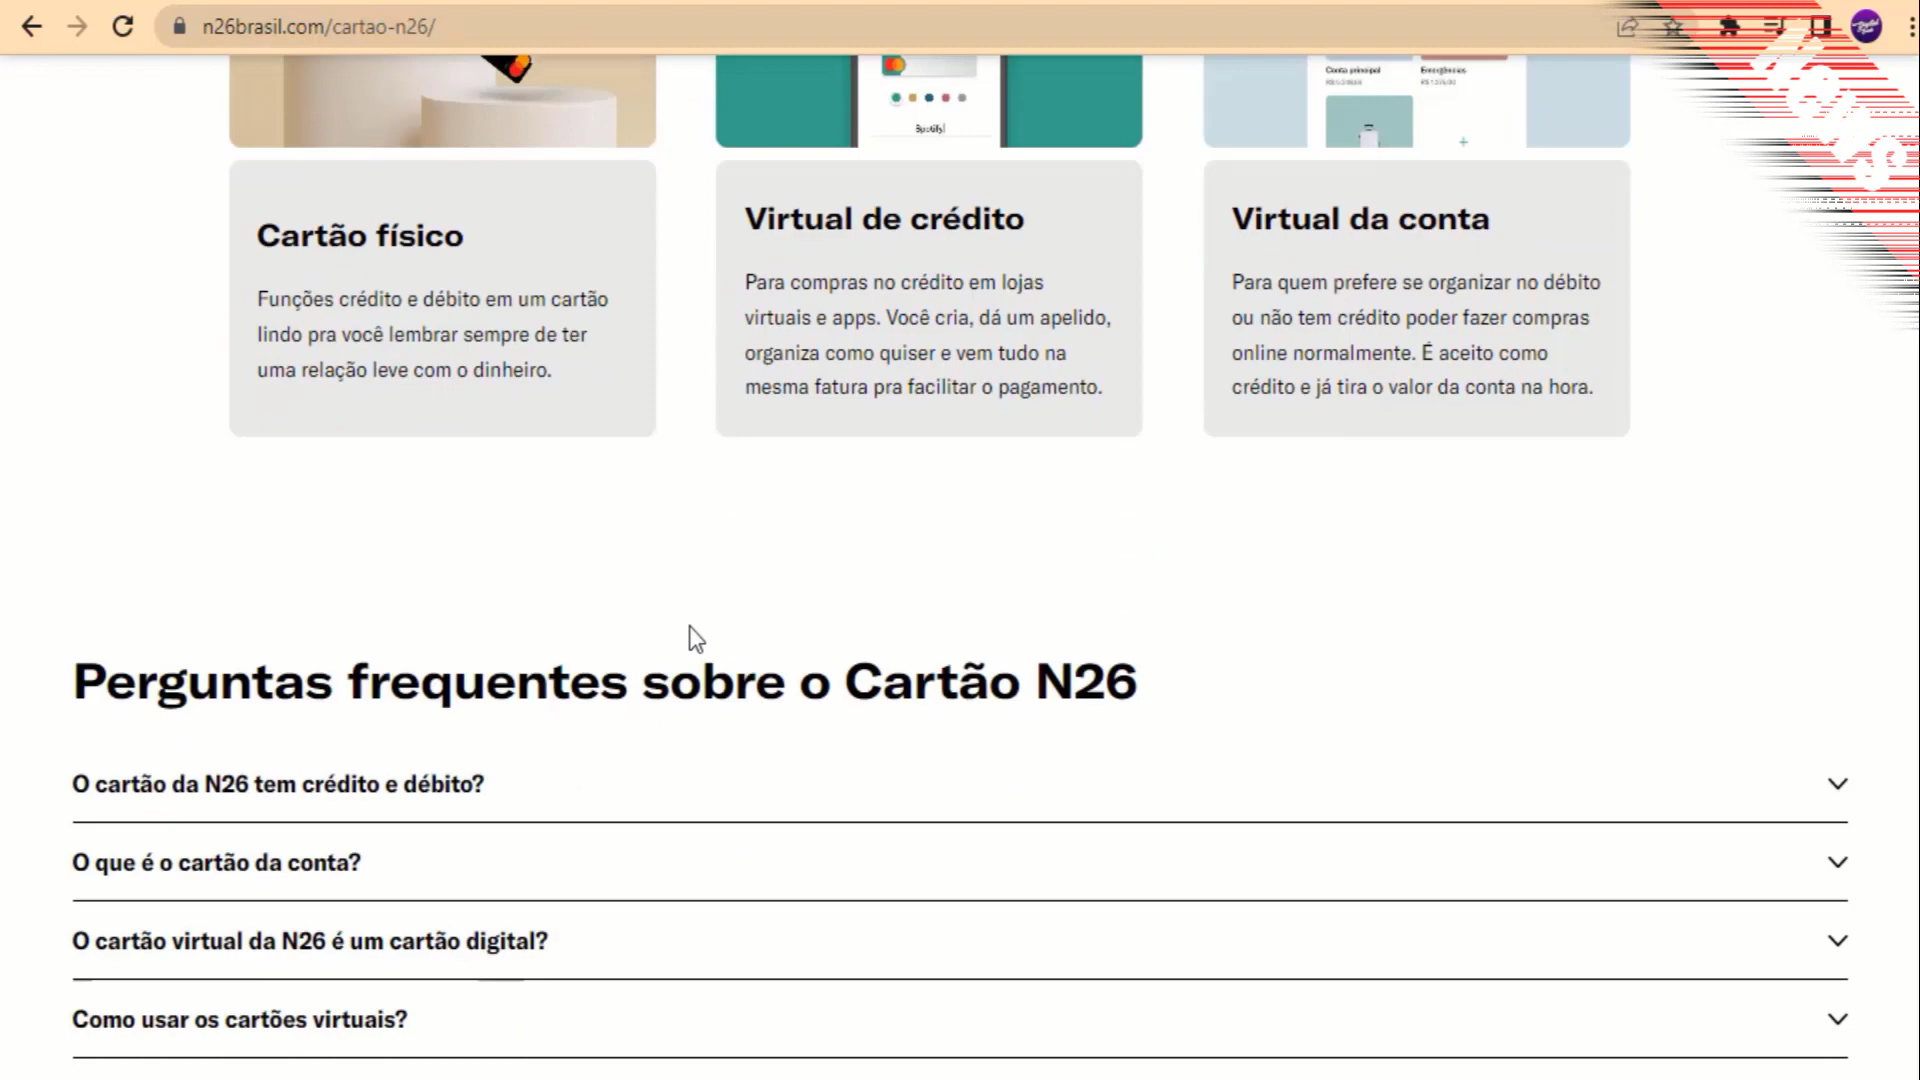 n26brasil.com/cartao-n26/
Conta principal
Emergências
Spotify
Cartão físico
Funções crédito e débito em um cartão
lindo pra você lembrar sempre de ter
uma relação leve com o dinheiro.
Virtual de crédito
Para compras no crédito em lojas
virtuais e apps. Você cria, dá um apelido,
organiza como quiser e vem tudo na
mesma fatura pra facilitar o pagamento.
Virtual da conta
Para quem prefere se organizar no débito
ou não tem crédito poder fazer compras
online normalmente. É aceito como
crédito e já tira o valor da conta na hora.
Perguntas frequentes sobre o Cartão N26
O cartão da N26 tem crédito e débito?
O que é o cartão da conta?
O cartão virtual da N26 é um cartão digital?
Como usar os cartões virtuais?